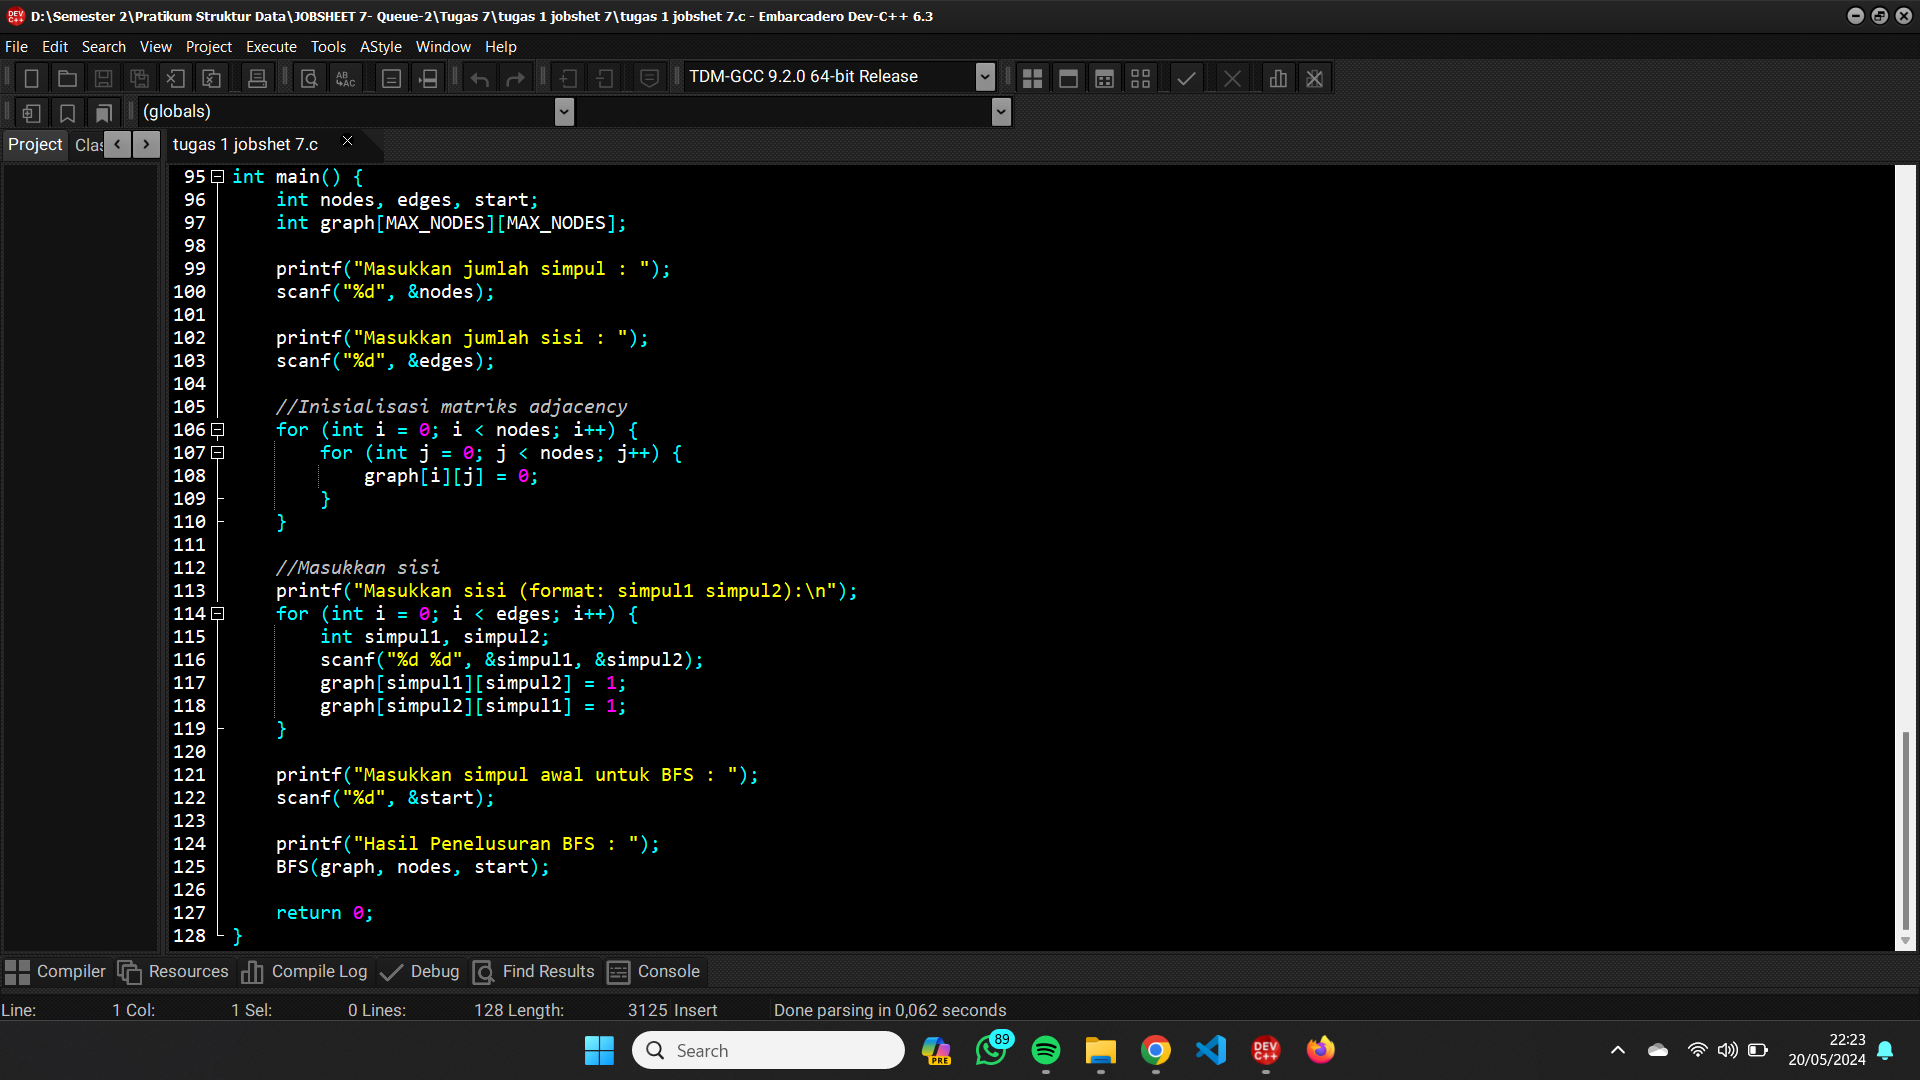 D:\Semester 2\Pratikum Struktur Data\JOBSHEET 7- Queue-2\Tugas 7\tugas 1 jobshet 7\tugas 1 jobshet 7.c - Embarcadero Dev-C++ 6.3
File Edit Search View Project Execute Tools AStyle Window Help
TDM-GCC 9.2.0 64-bit Release
(globals)
Project Clas tugas 1 jobshet 7.c
95 int main() {
96     int nodes, edges, start;
97     int graph[MAX_NODES][MAX_NODES];
98
99     printf("Masukkan jumlah simpul : ");
100     scanf("%d", &nodes);
101
102     printf("Masukkan jumlah sisi : ");
103     scanf("%d", &edges);
104
105     //Inisialisasi matriks adjacency
106     for (int i = 0; i < nodes; i++) {
107         for (int j = 0; j < nodes; j++) {
108             graph[i][j] = 0;
109         }
110     }
111
112     //Masukkan sisi
113     printf("Masukkan sisi (format: simpul1 simpul2):\n");
114     for (int i = 0; i < edges; i++) {
115         int simpul1, simpul2;
116         scanf("%d %d", &simpul1, &simpul2);
117         graph[simpul1][simpul2] = 1;
118         graph[simpul2][simpul1] = 1;
119     }
120
121     printf("Masukkan simpul awal untuk BFS : ");
122     scanf("%d", &start);
123
124     printf("Hasil Penelusuran BFS : ");
125     BFS(graph, nodes, start);
126
127     return 0;
128 }
Compiler Resources Compile Log Debug Find Results Console
Line: 1 Col: 1 Sel: 0 Lines: 128 Length: 3125 Insert Done parsing in 0,062 seconds
Search PRE 89 DEV C++ 22:23
20/05/2024